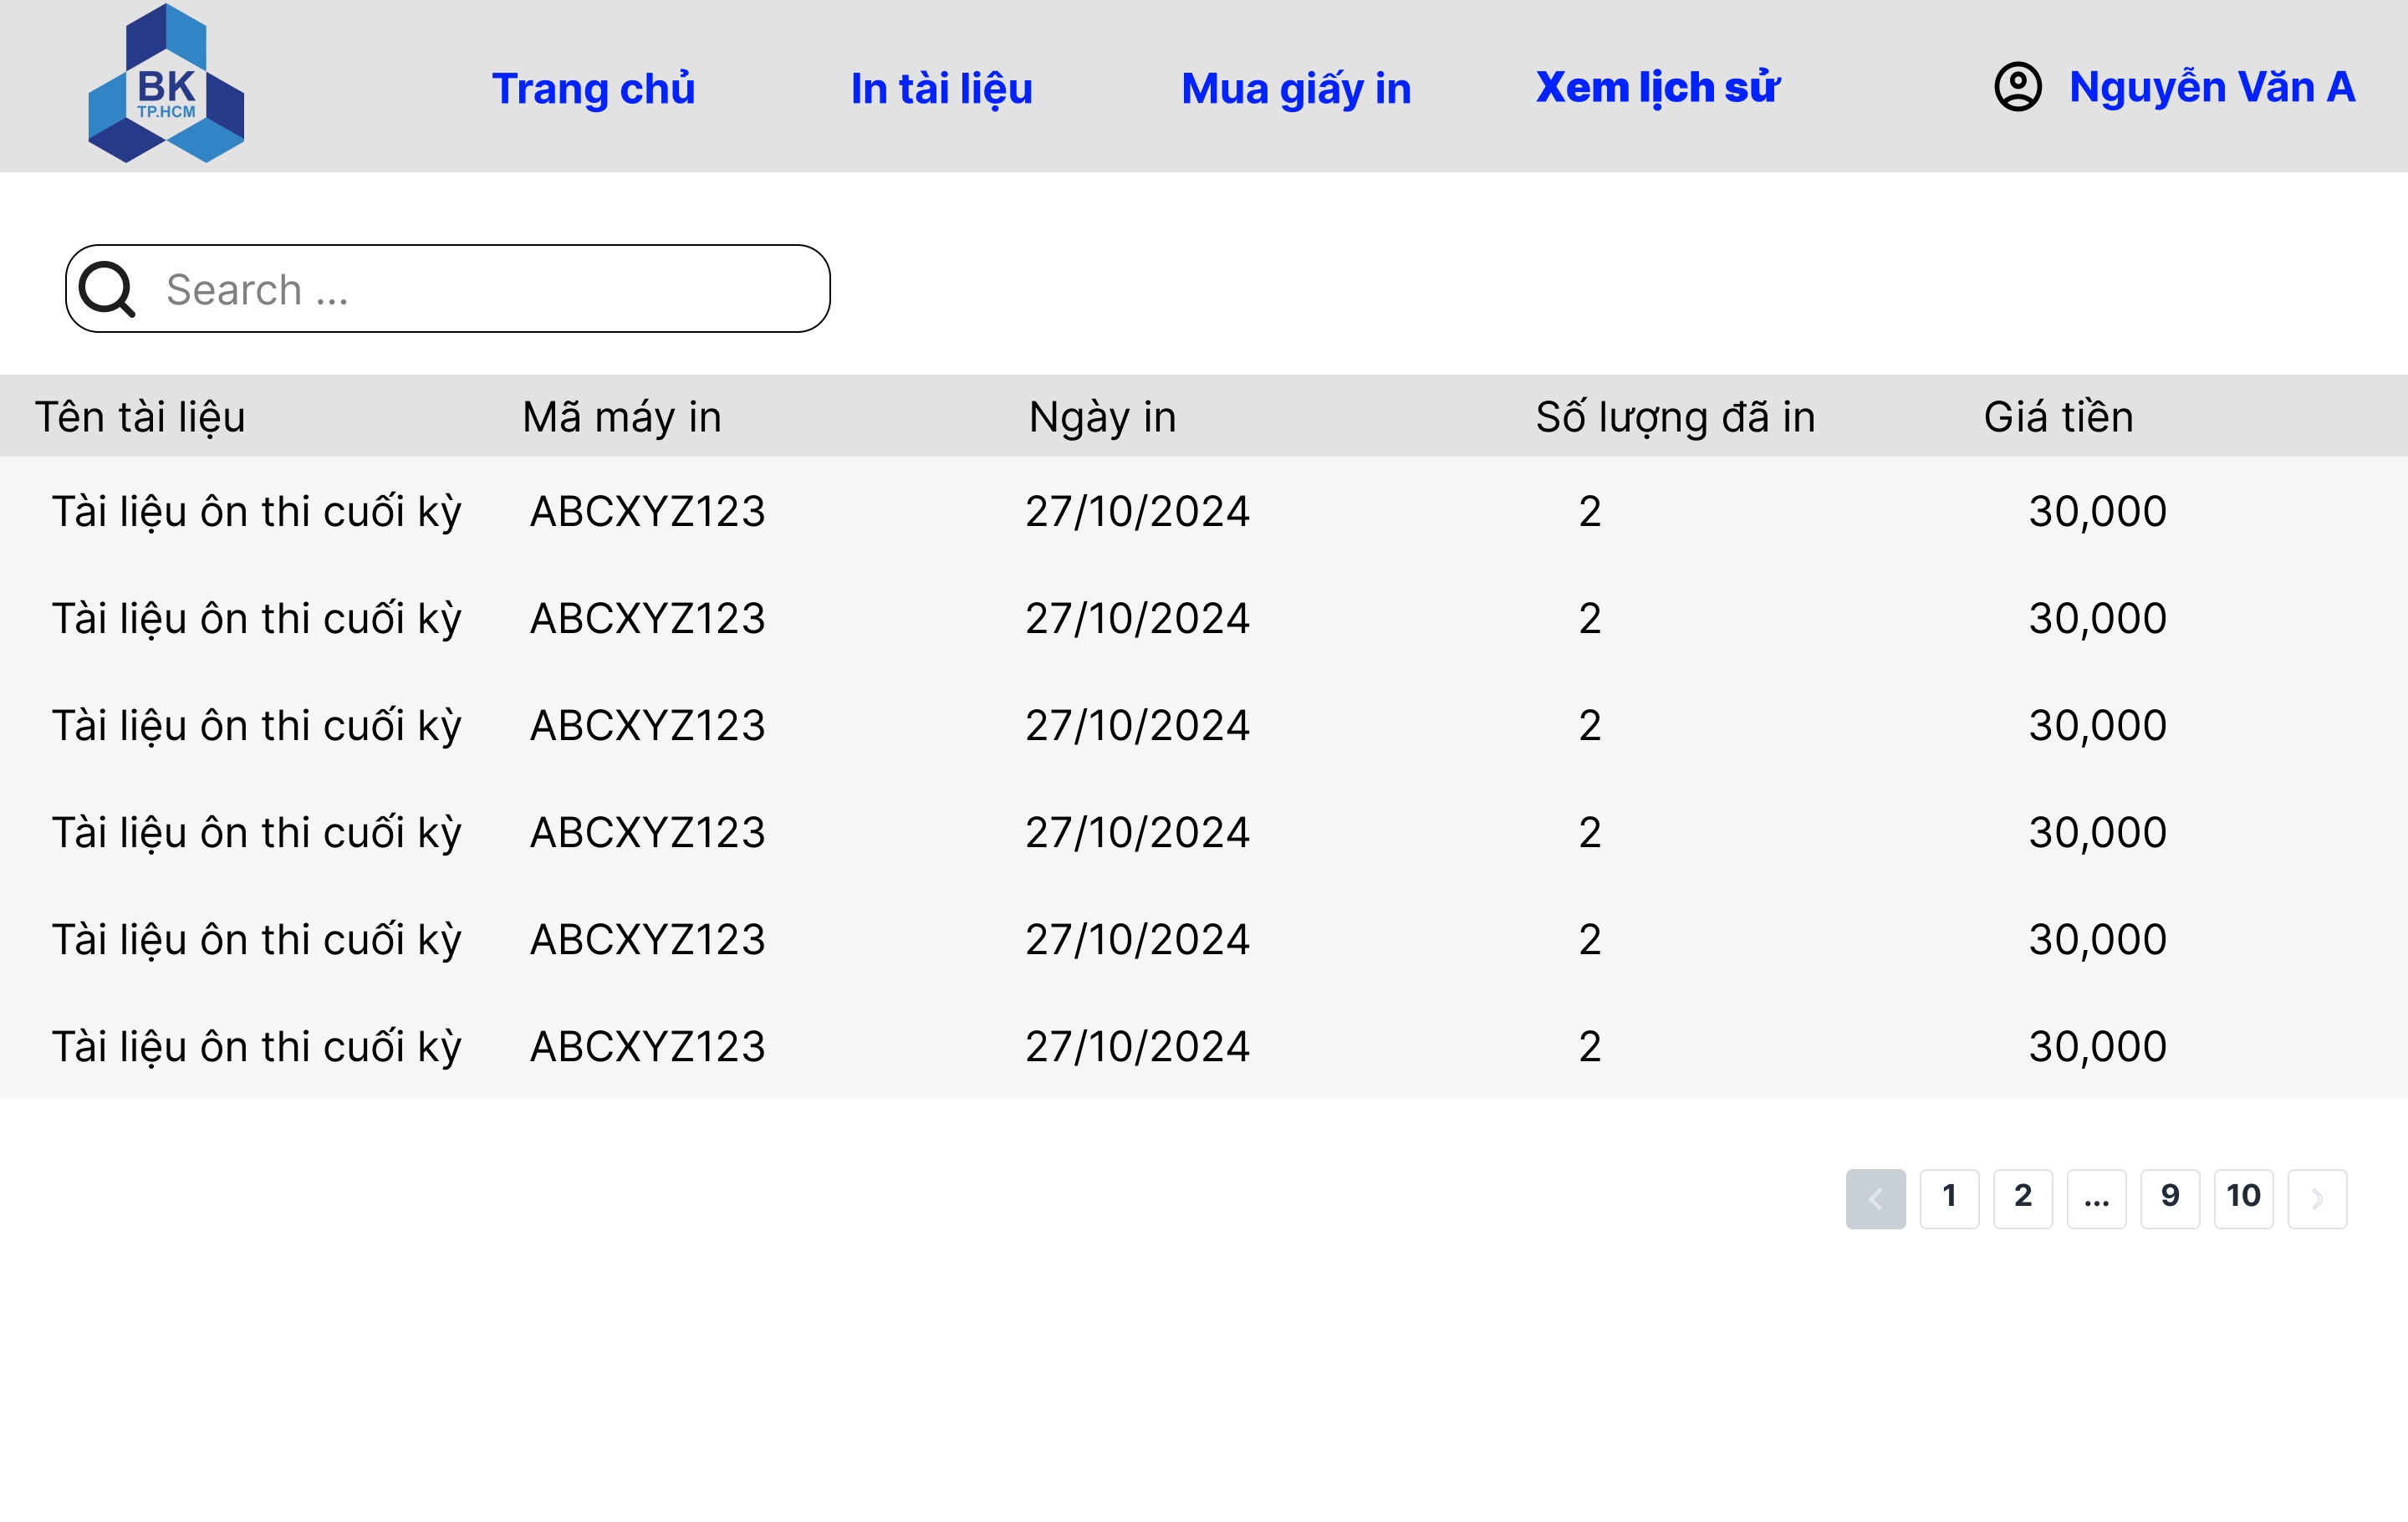 BK
TP.HCM
Trang chủ In tài liệu Mua giấy in Xem lịch sử Nguyễn Văn A
Search ...
Tên tài liệu Mã máy in Ngày in Số lượng đã in Giá tiền
Tài liệu ôn thi cuối kỳ ABCXYZ123 27/10/2024 2 30,000
Tài liệu ôn thi cuối kỳ ABCXYZ123 27/10/2024 2 30,000
Tài liệu ôn thi cuối kỳ ABCXYZ123 27/10/2024 2 30,000
Tài liệu ôn thi cuối kỳ ABCXYZ123 27/10/2024 2 30,000
Tài liệu ôn thi cuối kỳ ABCXYZ123 27/10/2024 2 30,000
Tài liệu ôn thi cuối kỳ ABCXYZ123 27/10/2024 2 30,000
1 2 ... 9 10